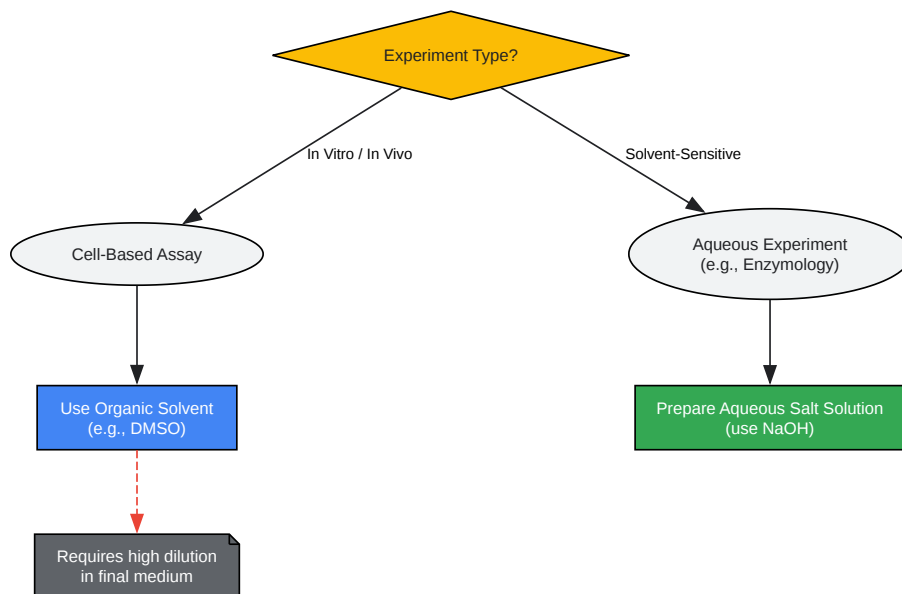 Experiment Type?
In Vitro / In Vivo
Solvent-Sensitive
Cell-Based Assay
Aqueous Experiment
(e.g., Enzymology)
Use Organic Solvent
(e.g., DMSO)
Prepare Aqueous Salt Solution
(use NaOH)
Requires high dilution
in final medium